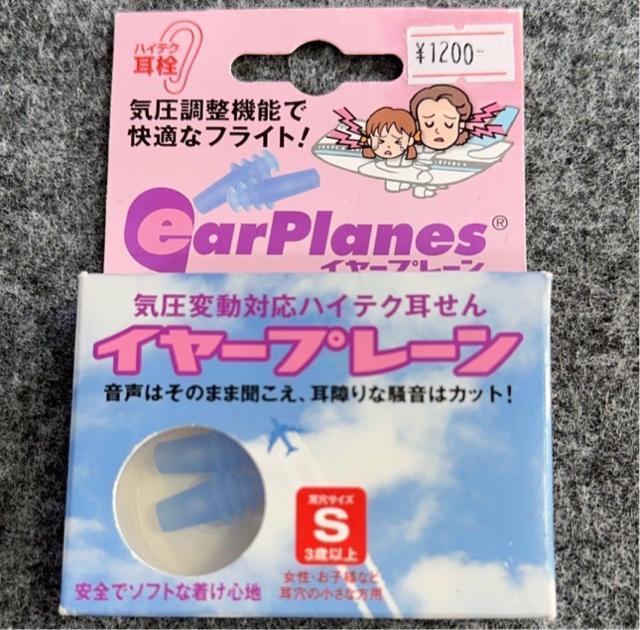 ハイテク
耳栓
¥1200-
気圧調整機能で
快適なフライト!
earPlanes®
イヤープレーン
気圧変動対応ハイテク耳せん
イヤープレーン
音声はそのまま聞こえ、耳障りな騒音はカット!
耳穴サイズ
S
3歳以上
女性・お子様など
耳穴の小さな方用
安全でソフトな着け心地